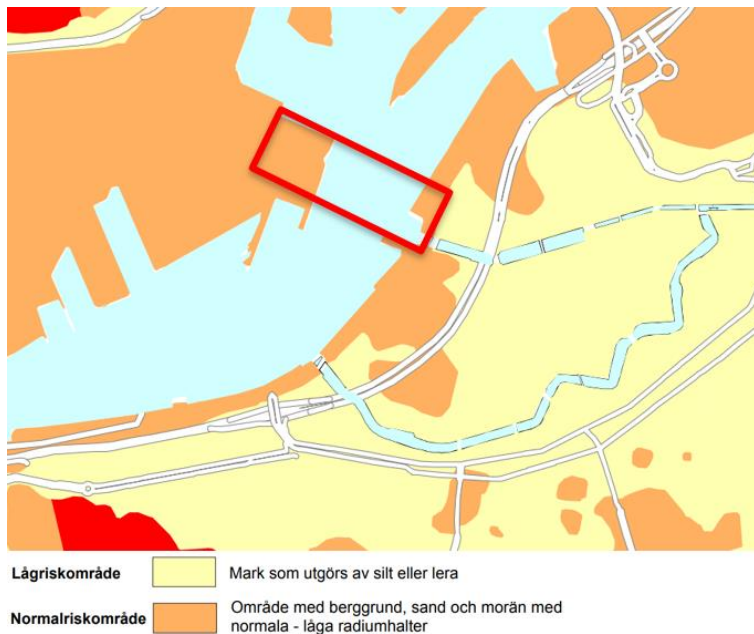 Lågriskområde Mark som utgörs av silt eller lera
Normalriskområde Område med berggrund, sand och morän med
normala - låga radiumhalter